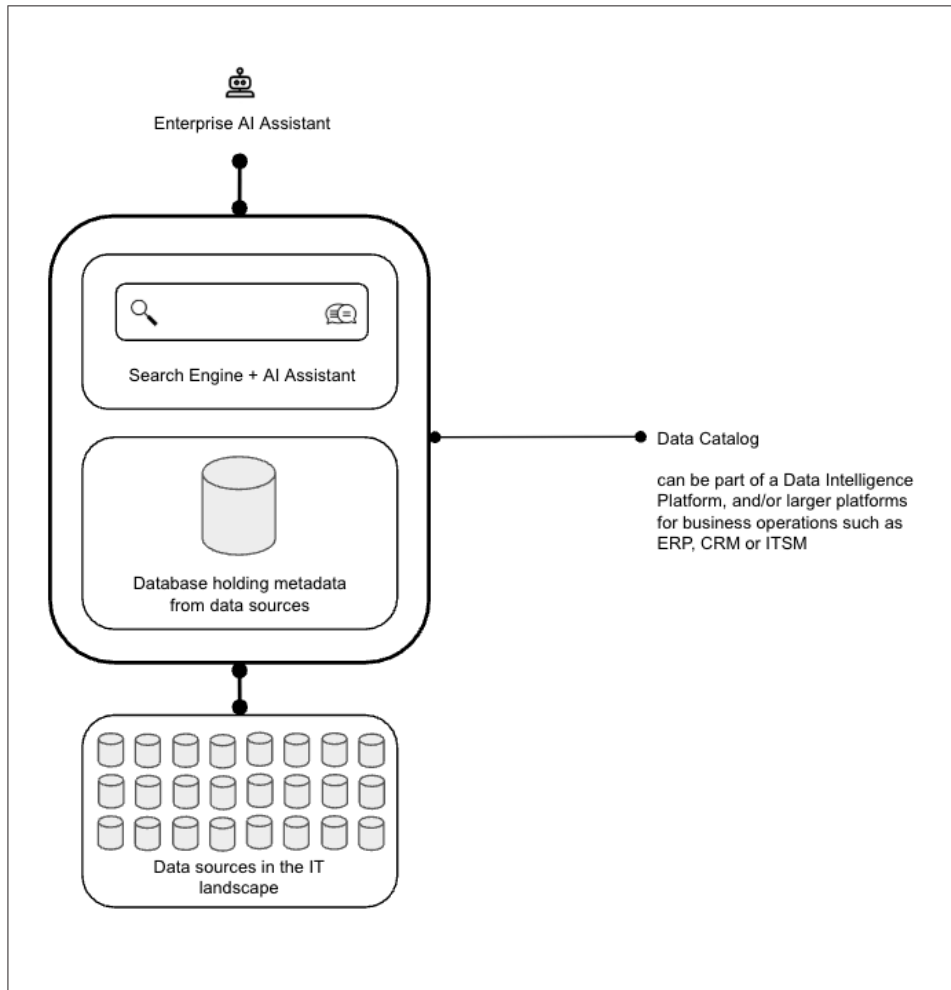 Enterprise AI Assistant
Search Engine + AI Assistant
Data Catalog
can be part of a Data Intelligence
Platform, and/or larger platforms
for business operations such as
ERP, CRM or ITSM
Database holding metadata
from data sources
Data sources in the IT
landscape